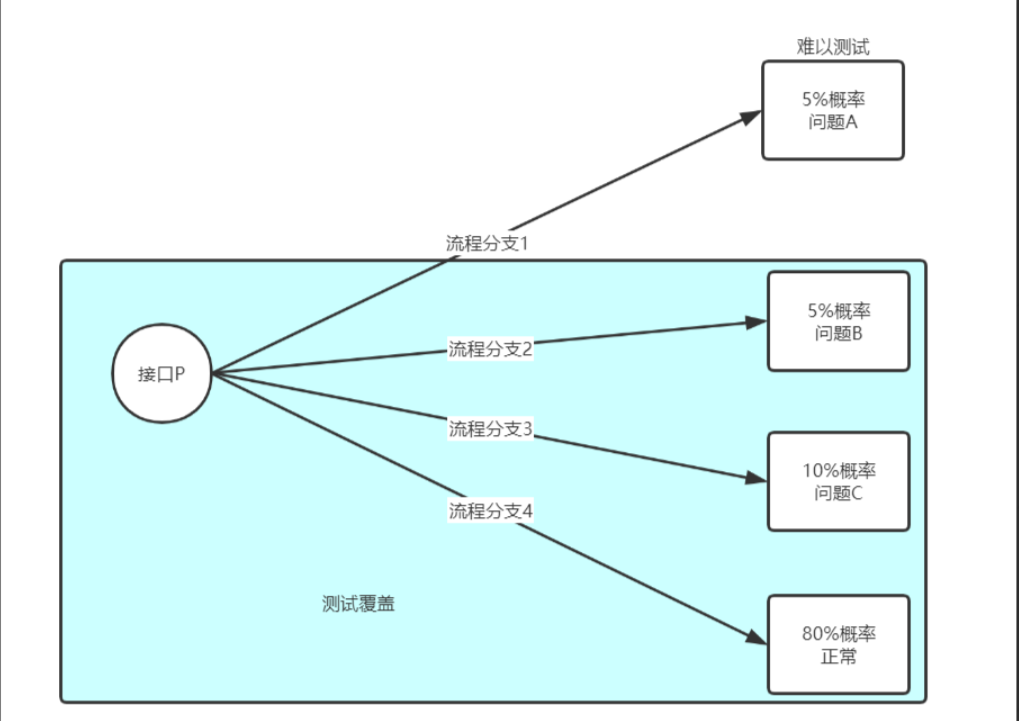 难以测试
5%概率
问题A
流程分支1
5%概率
问题B
流程分支2
接口P
流程分支3
10%概率
问题C
流程分支4
测试覆盖
80%概率
正常